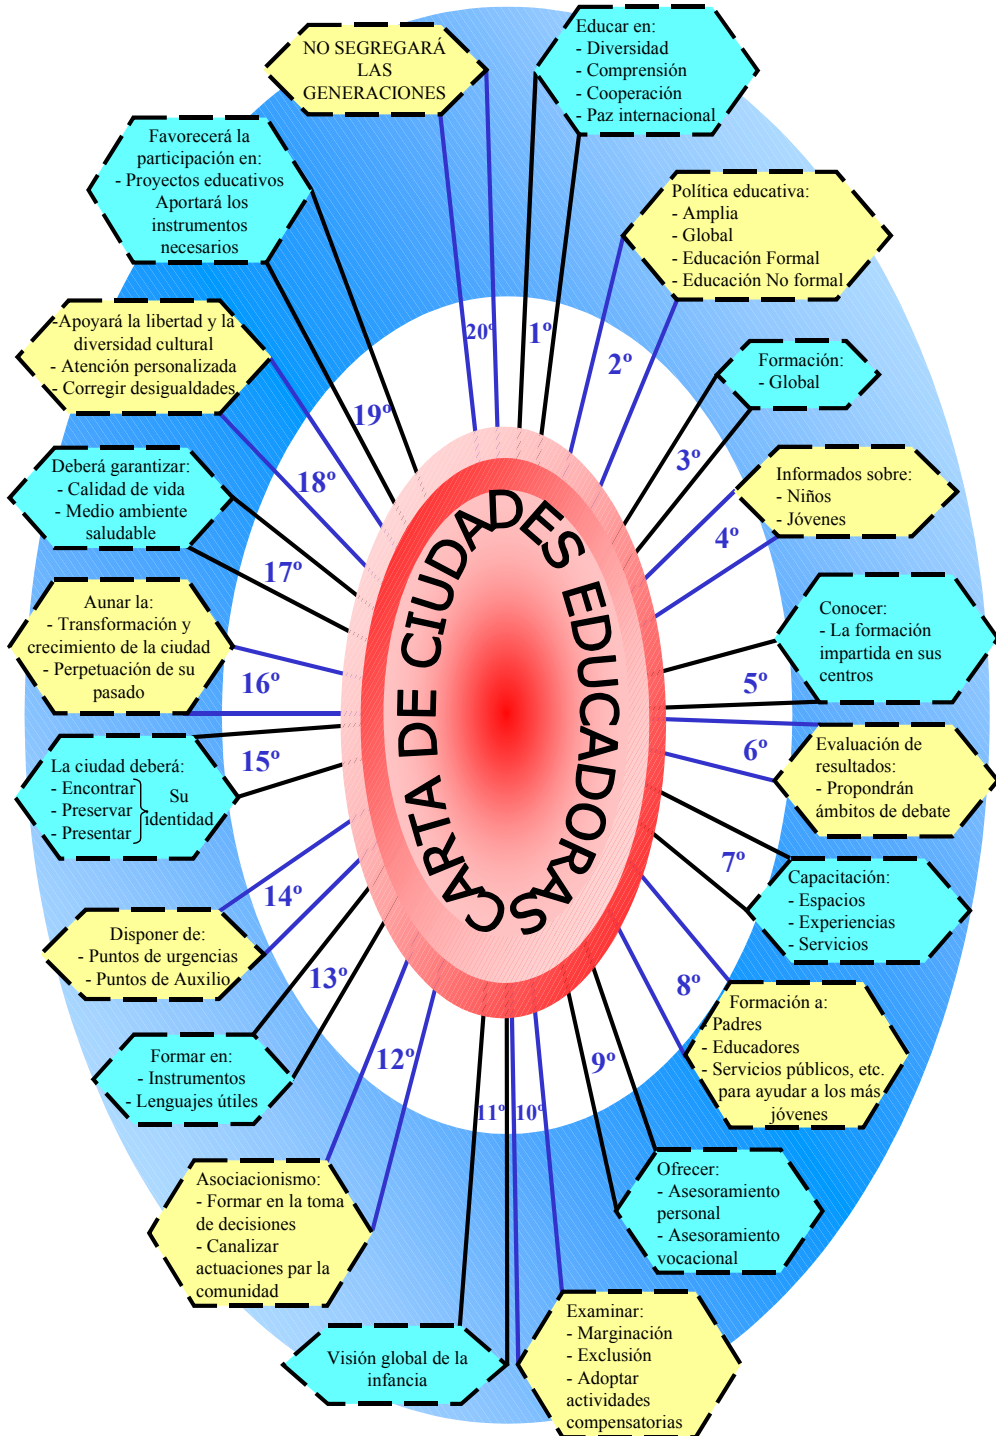 CARTA DE CIUDADES EDUCADORAS
1º
Educar en:
- Diversidad
- Comprensión
- Cooperación
- Paz internacional
2º
Política educativa:
- Amplia
- Global
- Educación Formal
- Educación No formal
3º
Formación:
- Global
4º
Informados sobre:
- Niños
- Jóvenes
5º
Conocer:
- La formación
impartida en sus
centros
6º
Evaluación de
resultados:
- Propondrán
ámbitos de debate
7º
Capacitación:
- Espacios
- Experiencias
- Servicios
8º
Formación a:
- Padres
- Educadores
- Servicios públicos, etc.
para ayudar a los más
jóvenes
9º
Ofrecer:
- Asesoramiento
personal
- Asesoramiento
vocacional
10º
Examinar:
- Marginación
- Exclusión
- Adoptar
actividades
compensatorias
11º
Visión global de la
infancia
12º
Asociacionismo:
- Formar en la toma
de decisiones
- Canalizar
actuaciones par la
comunidad
13º
Formar en:
- Instrumentos
- Lenguajes útiles
14º
Disponer de:
- Puntos de urgencias
- Puntos de Auxilio
15º
La ciudad deberá:
- Encontrar
- Preservar
- Presentar
Su
identidad
16º
Aunar la:
- Transformación y
crecimiento de la ciudad
- Perpetuación de su
pasado
17º
Deberá garantizar:
- Calidad de vida
- Medio ambiente
saludable
18º
-Apoyará la libertad y la
diversidad cultural
- Atención personalizada
- Corregir desigualdades
19º
Favorecerá la
participación en:
- Proyectos educativos
Aportará los
instrumentos
necesarios
20º
NO SEGREGARÁ
LAS
GENERACIONES